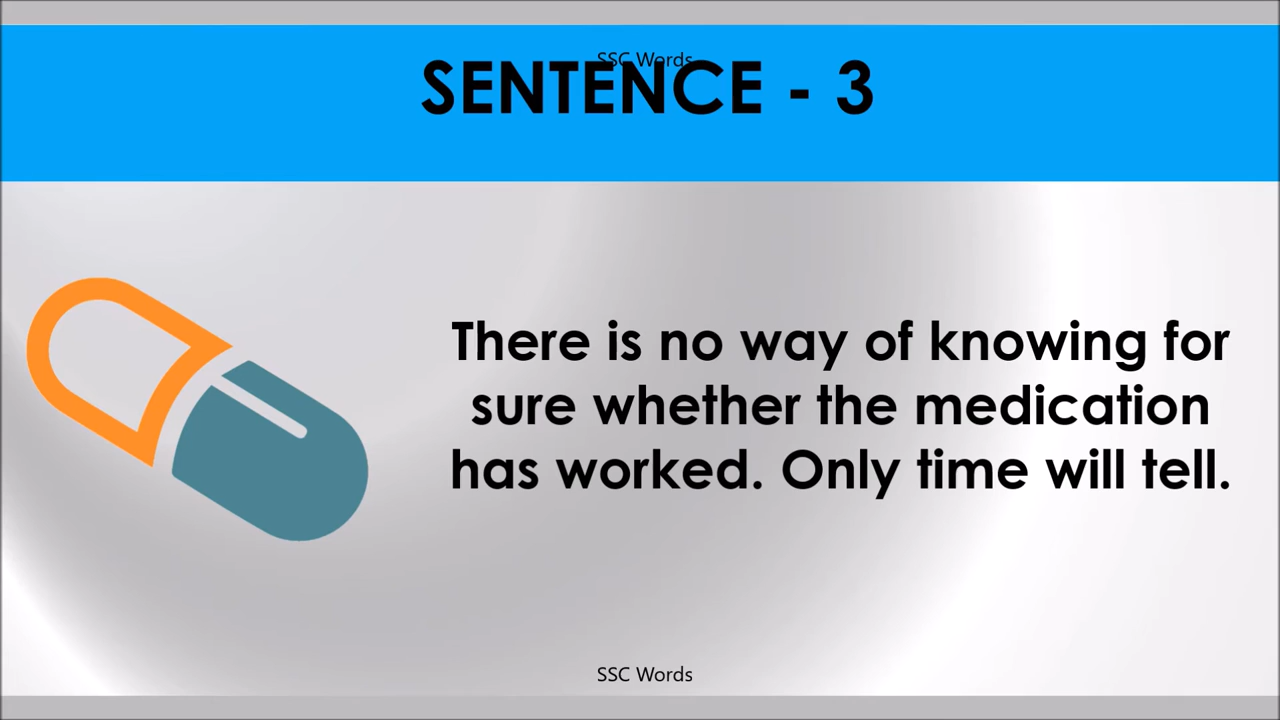 SSC Words
SENTENCE - 3
There is no way of knowing for
sure whether the medication
has worked. Only time will tell.
SSC Words